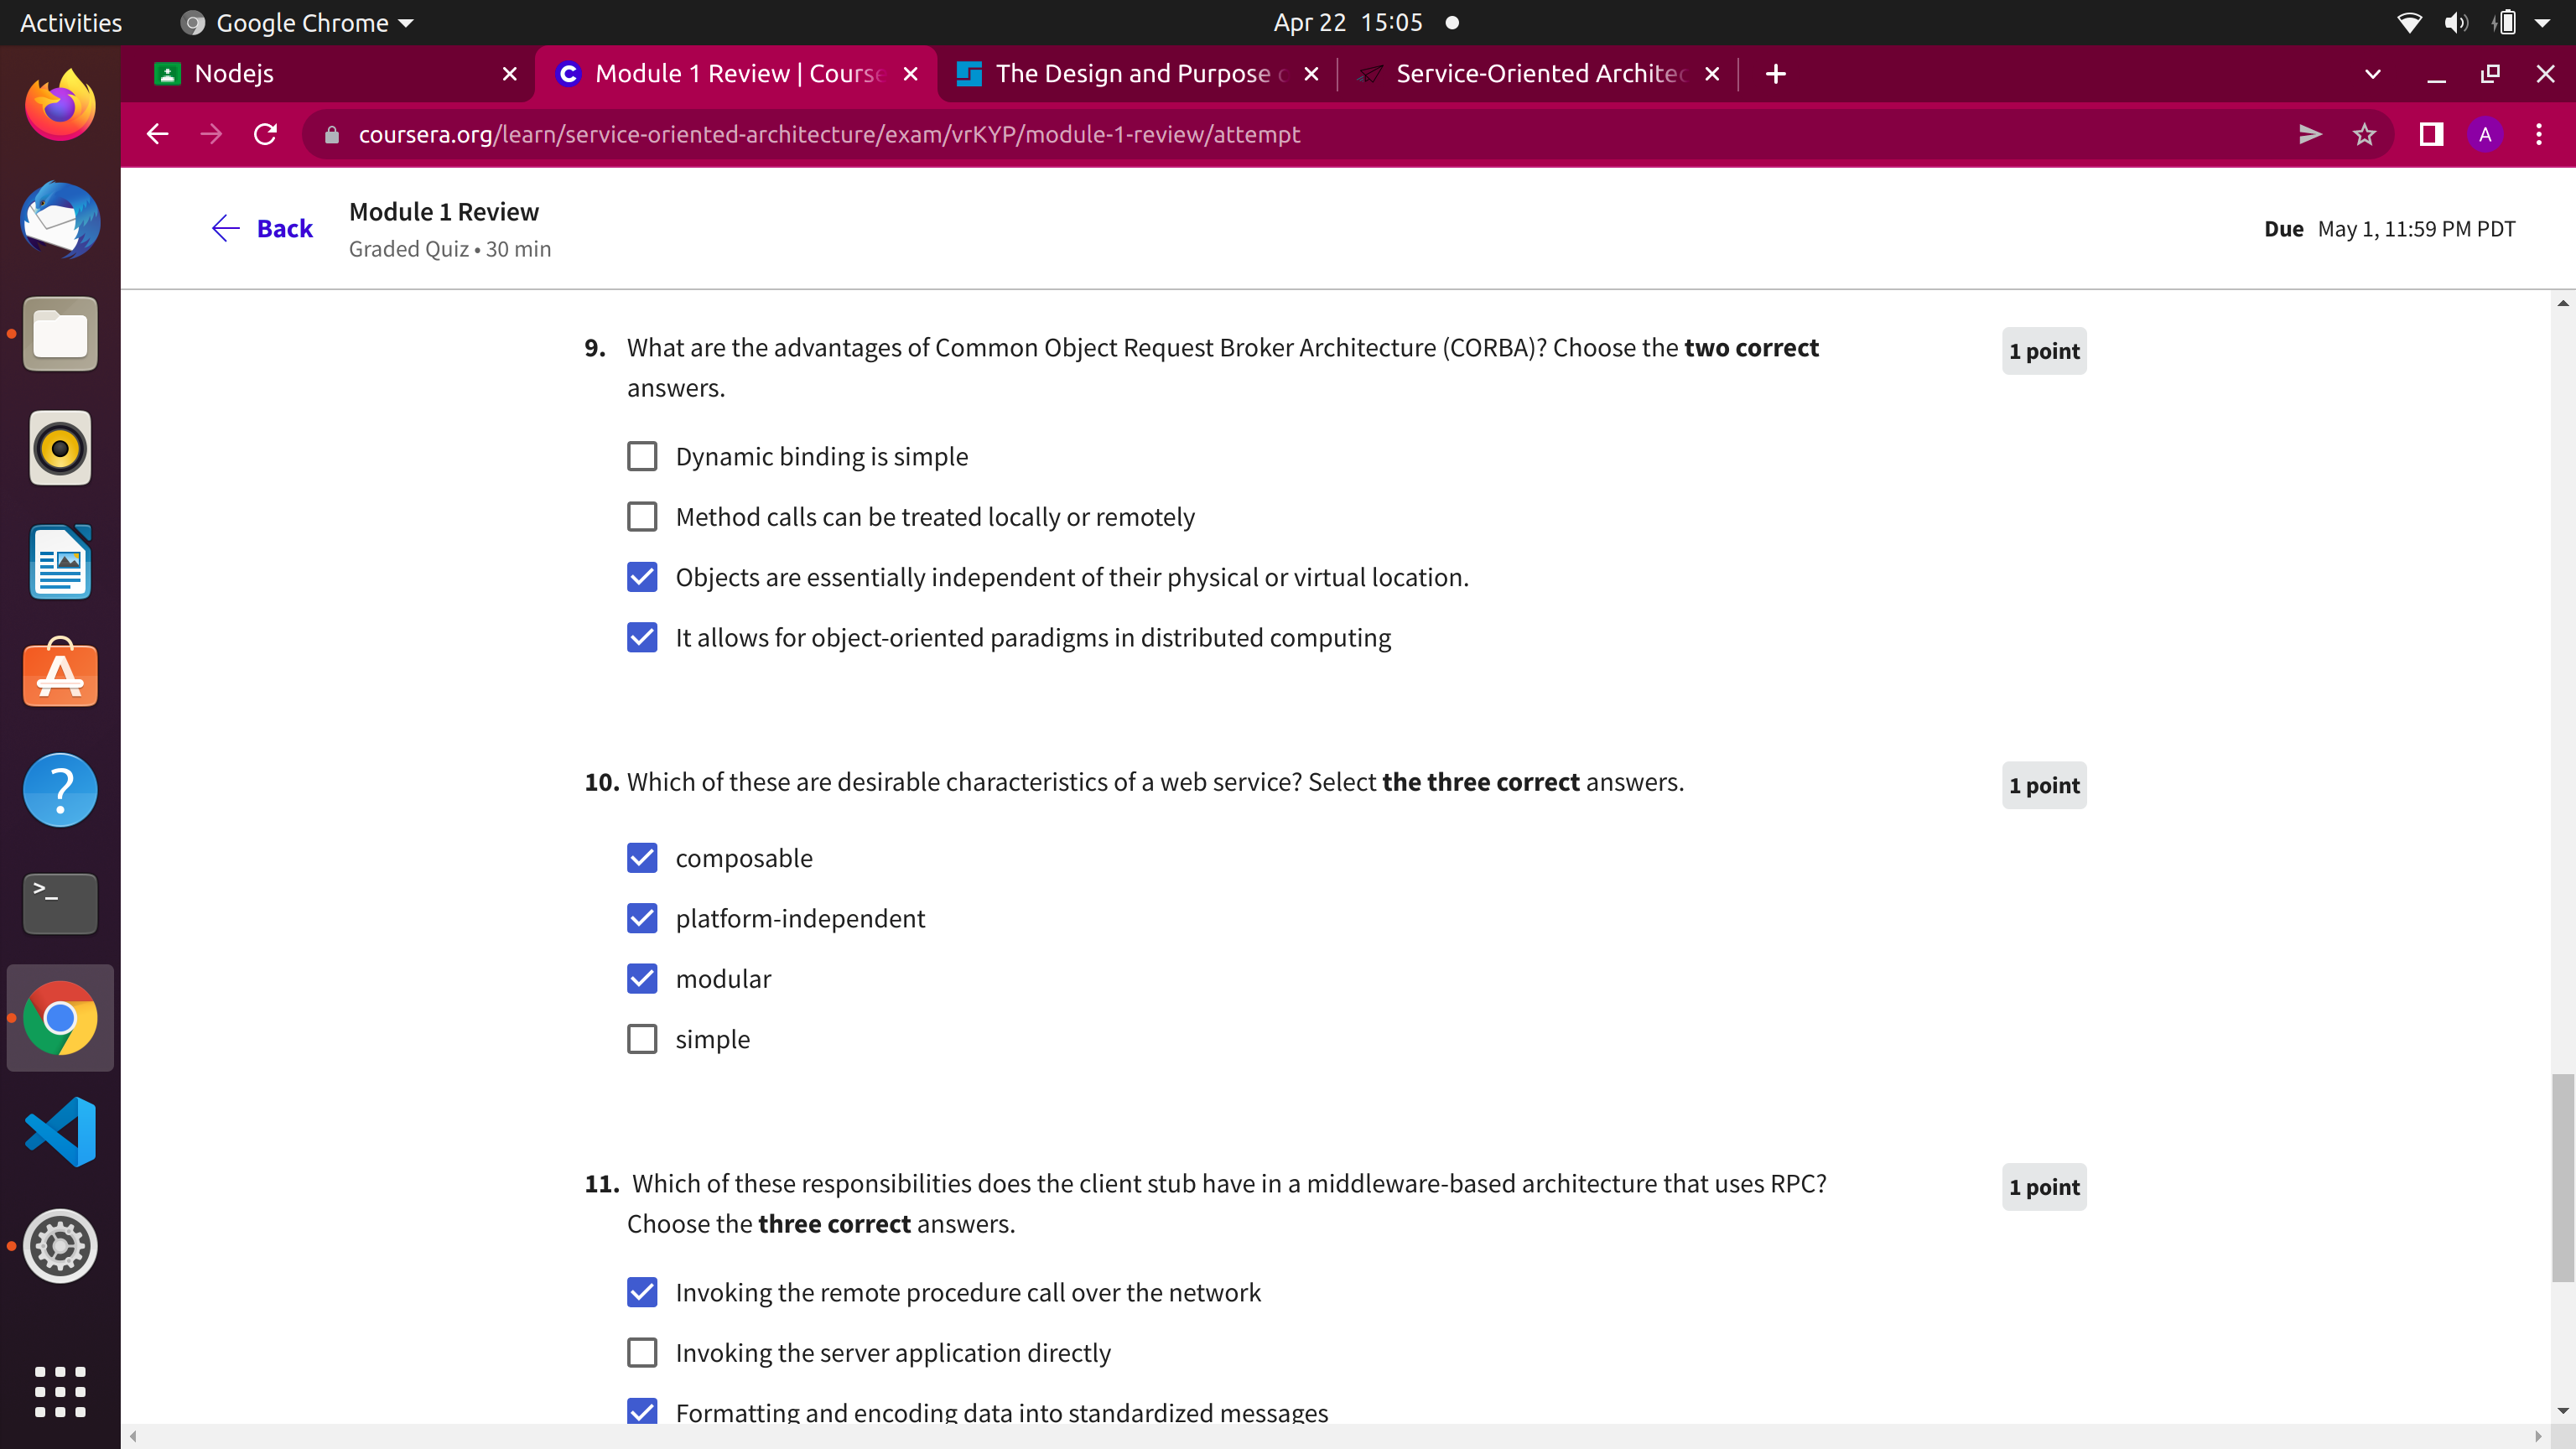 Activities
Google Chrome
Apr 22 15:05
Nodejs
Module 1 Review | Course
The Design and Purpose
Service-Oriented Architec
coursera.org/learn/service-oriented-architecture/exam/vrKYP/module-1-review/attempt
A
Back
Module 1 Review
Graded Quiz • 30 min
Due May 1, 11:59 PM PDT
9. What are the advantages of Common Object Request Broker Architecture (CORBA)? Choose the two correct
answers.
1 point
Dynamic binding is simple
Method calls can be treated locally or remotely
Objects are essentially independent of their physical or virtual location.
It allows for object-oriented paradigms in distributed computing
10. Which of these are desirable characteristics of a web service? Select the three correct answers.
1 point
composable
platform-independent
modular
simple
11. Which of these responsibilities does the client stub have in a middleware-based architecture that uses RPC?
Choose the three correct answers.
1 point
Invoking the remote procedure call over the network
Invoking the server application directly
Formatting and encoding data into standardized messages